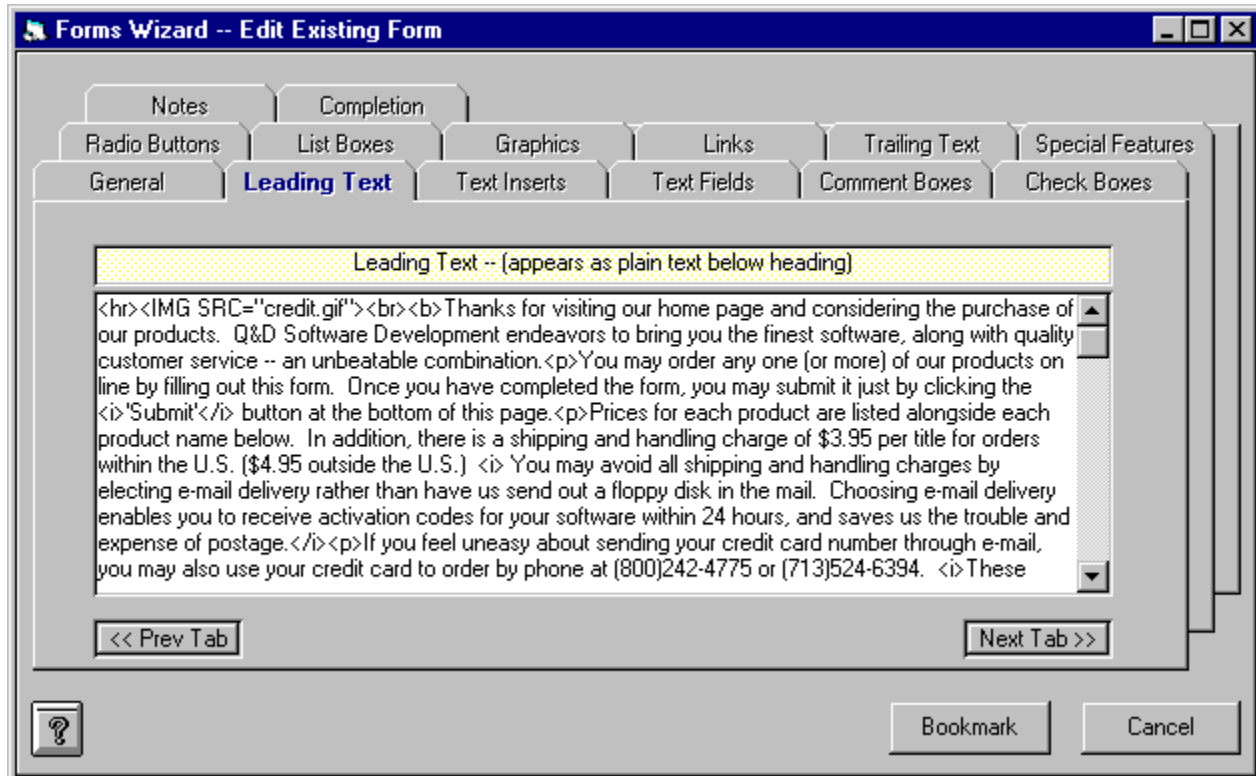 Forms Wizard -- Edit Existing Form
Notes Completion
Radio Buttons List Boxes Graphics Links Trailing Text Special Features
General Leading Text Text Inserts Text Fields Comment Boxes Check Boxes
Leading Text -- (appears as plain text below heading)
<hr><IMG SRC="credit.gif"><br><b>Thanks for visiting our home page and considering the purchase of
our products.  Q&D Software Development endeavors to bring you the finest software, along with quality
customer service -- an unbeatable combination.<p>You may order any one (or more) of our products on
line by filling out this form.  Once you have completed the form, you may submit it just by clicking the
<i>'Submit'</i> button at the bottom of this page.<p>Prices for each product are listed alongside each
product name below.  In addition, there is a shipping and handling charge of $3.95 per title for orders
within the U.S. ($4.95 outside the U.S.)  <i> You may avoid all shipping and handling charges by
electing e-mail delivery rather than have us send out a floppy disk in the mail.  Choosing e-mail delivery
enables you to receive activation codes for your software within 24 hours, and saves us the trouble and
expense of postage.</i><p>If you feel uneasy about sending your credit card number through e-mail,
you may also use your credit card to order by phone at (800)242-4775 or (713)524-6394.  <i>These
<< Prev Tab Next Tab >>
? Bookmark Cancel